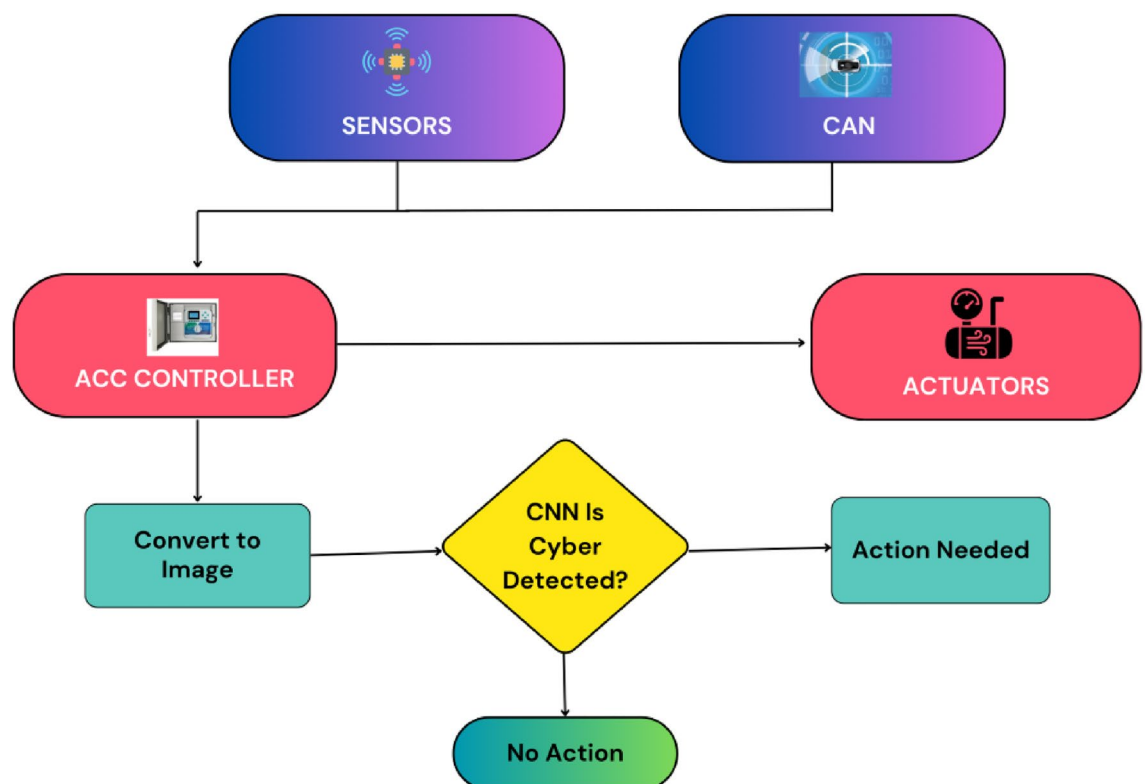 SENSORS
CAN
ACC CONTROLLER
ACTUATORS
Convert to
Image
CNN Is
Cyber
Detected?
Action Needed
No Action